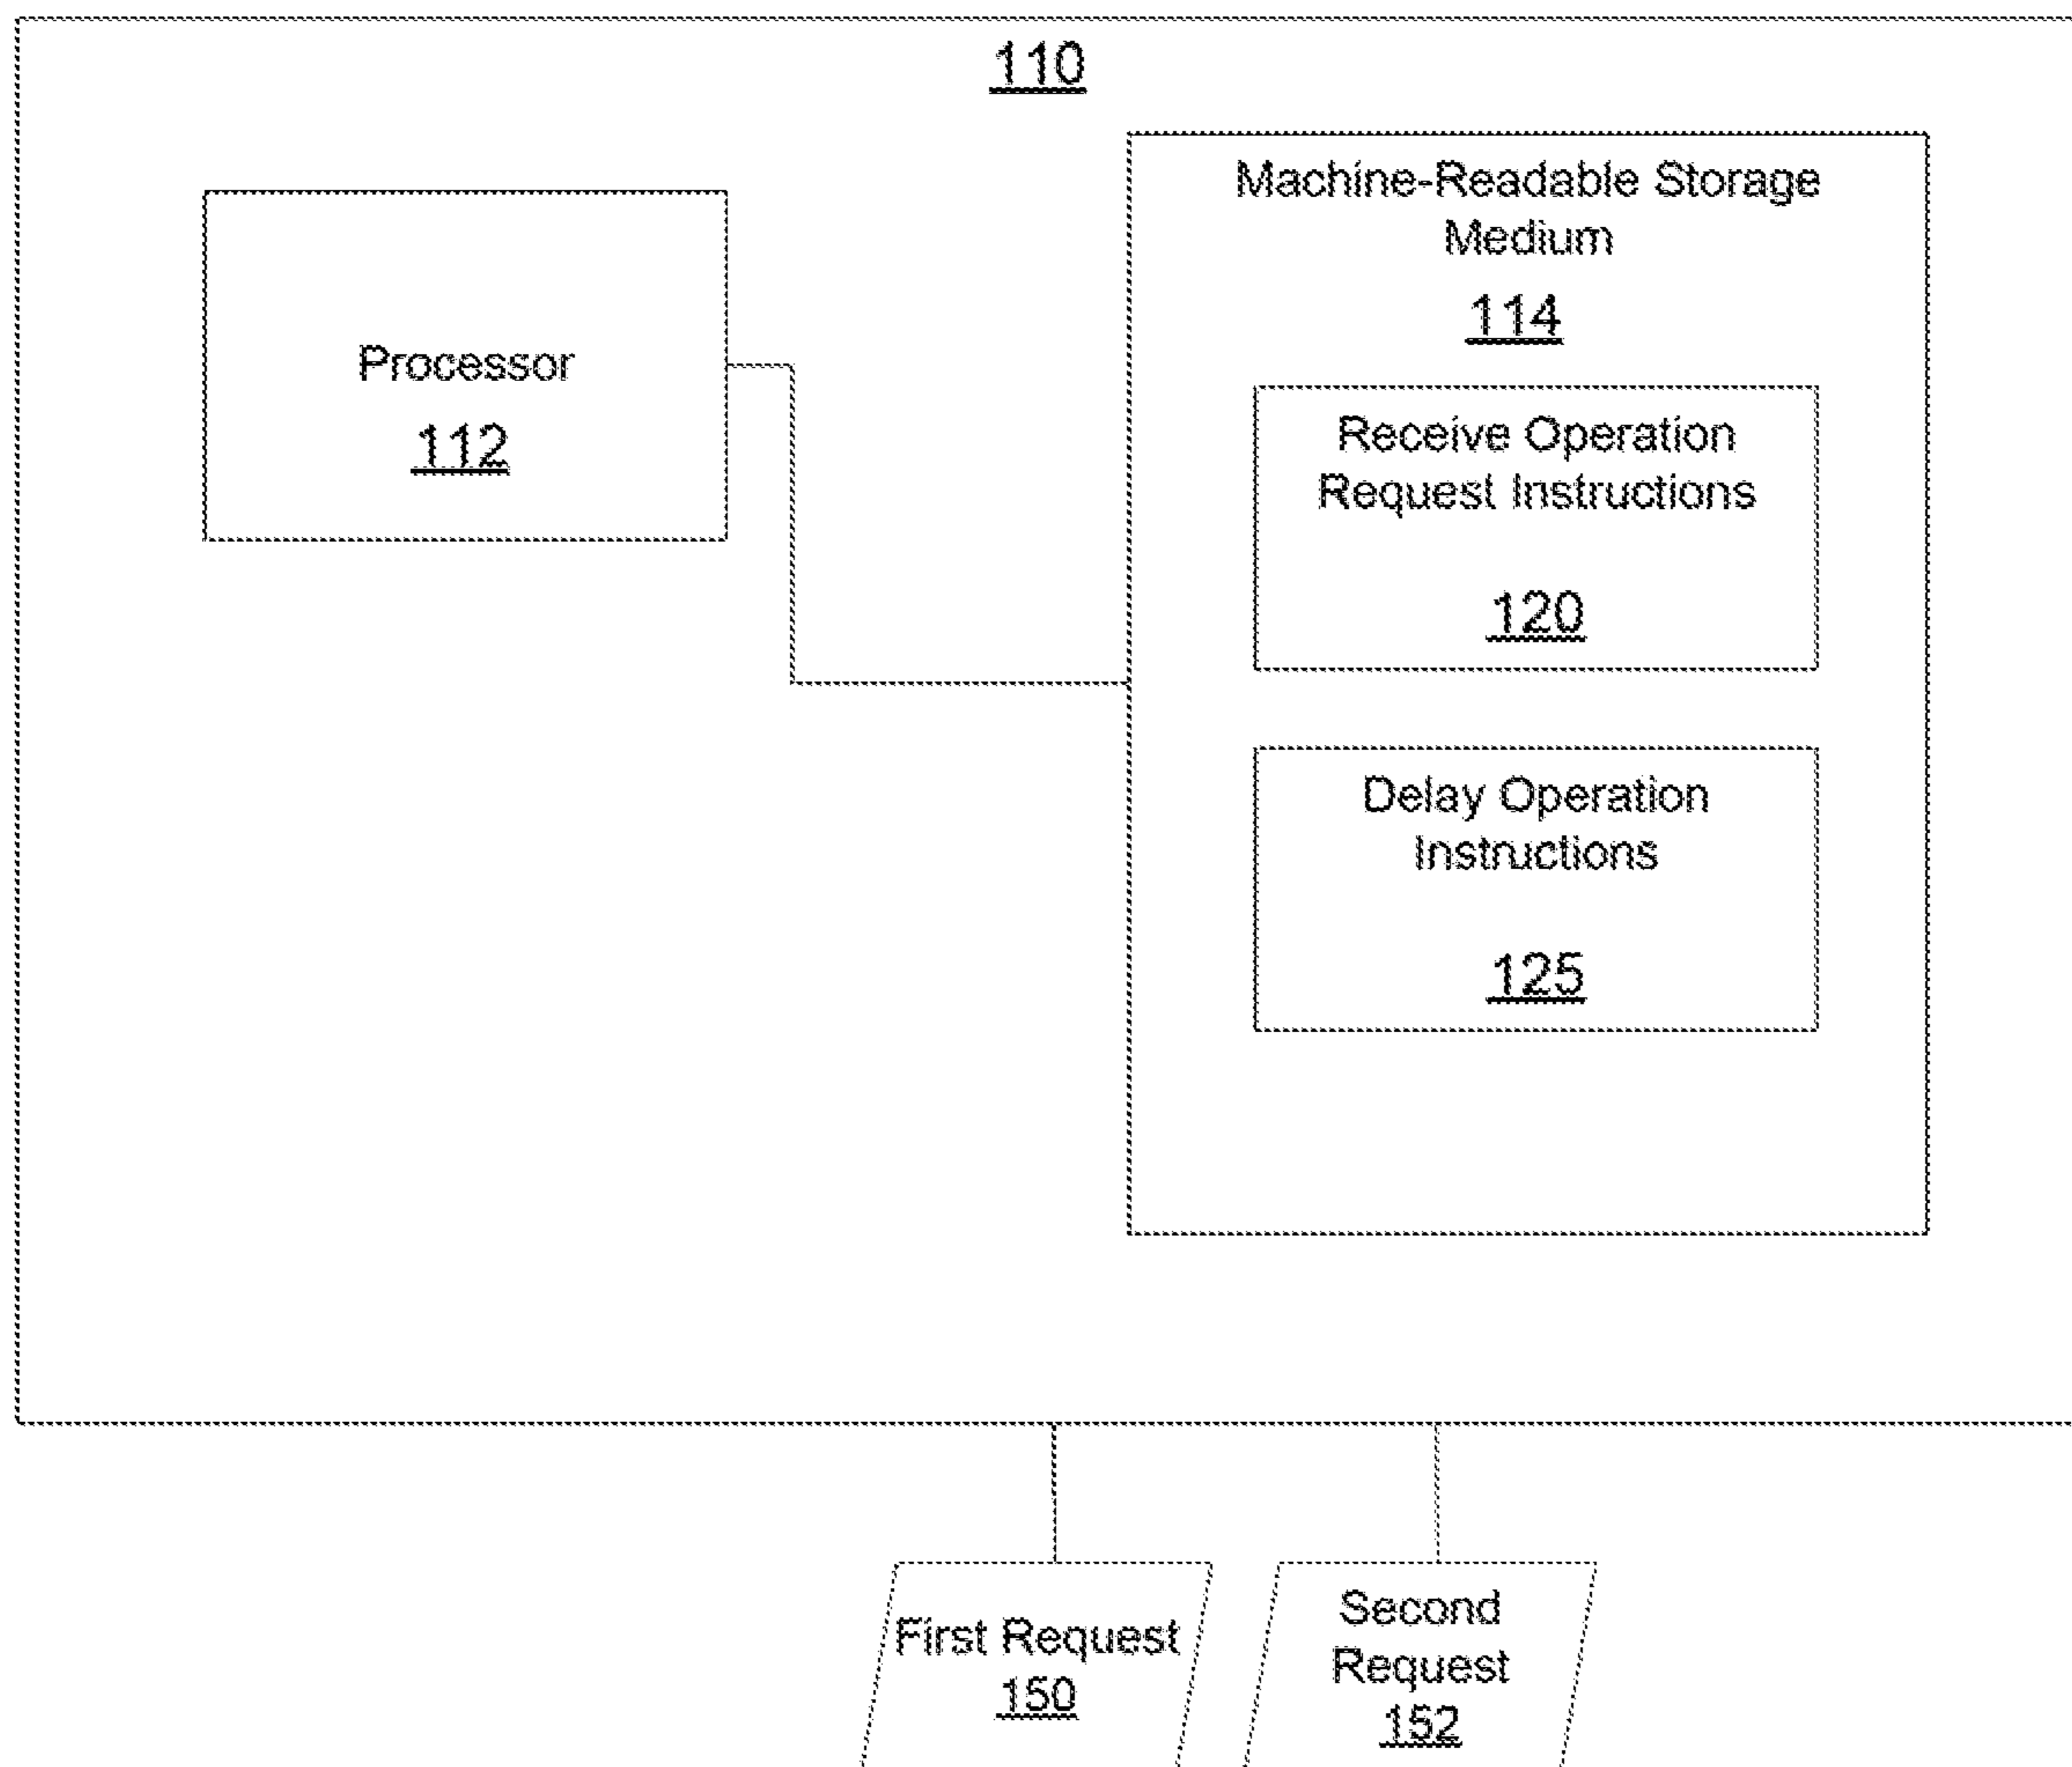 110
Processor
112
Machine-Readable Storage
Medium
114
Receive Operation
Request Instructions
120
Delay Operation
Instructions
125
First Request
150
Second
Request
152